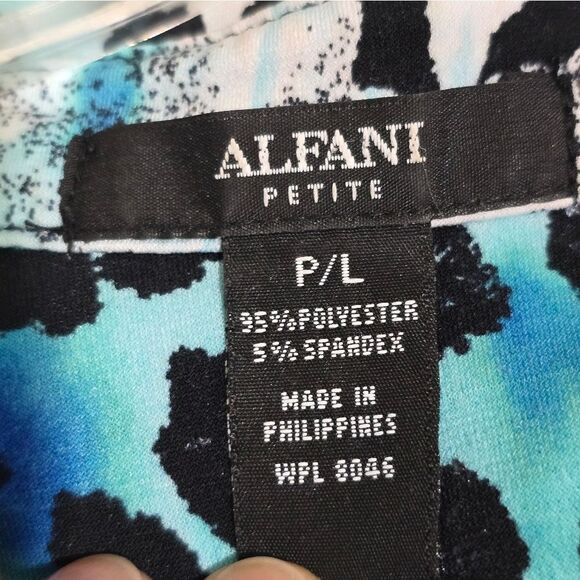 ALFANI
PETITE
P/L
95% POLYESTER
5% SPANDEX
MADE IN
PHILIPPINES
WPL 8046